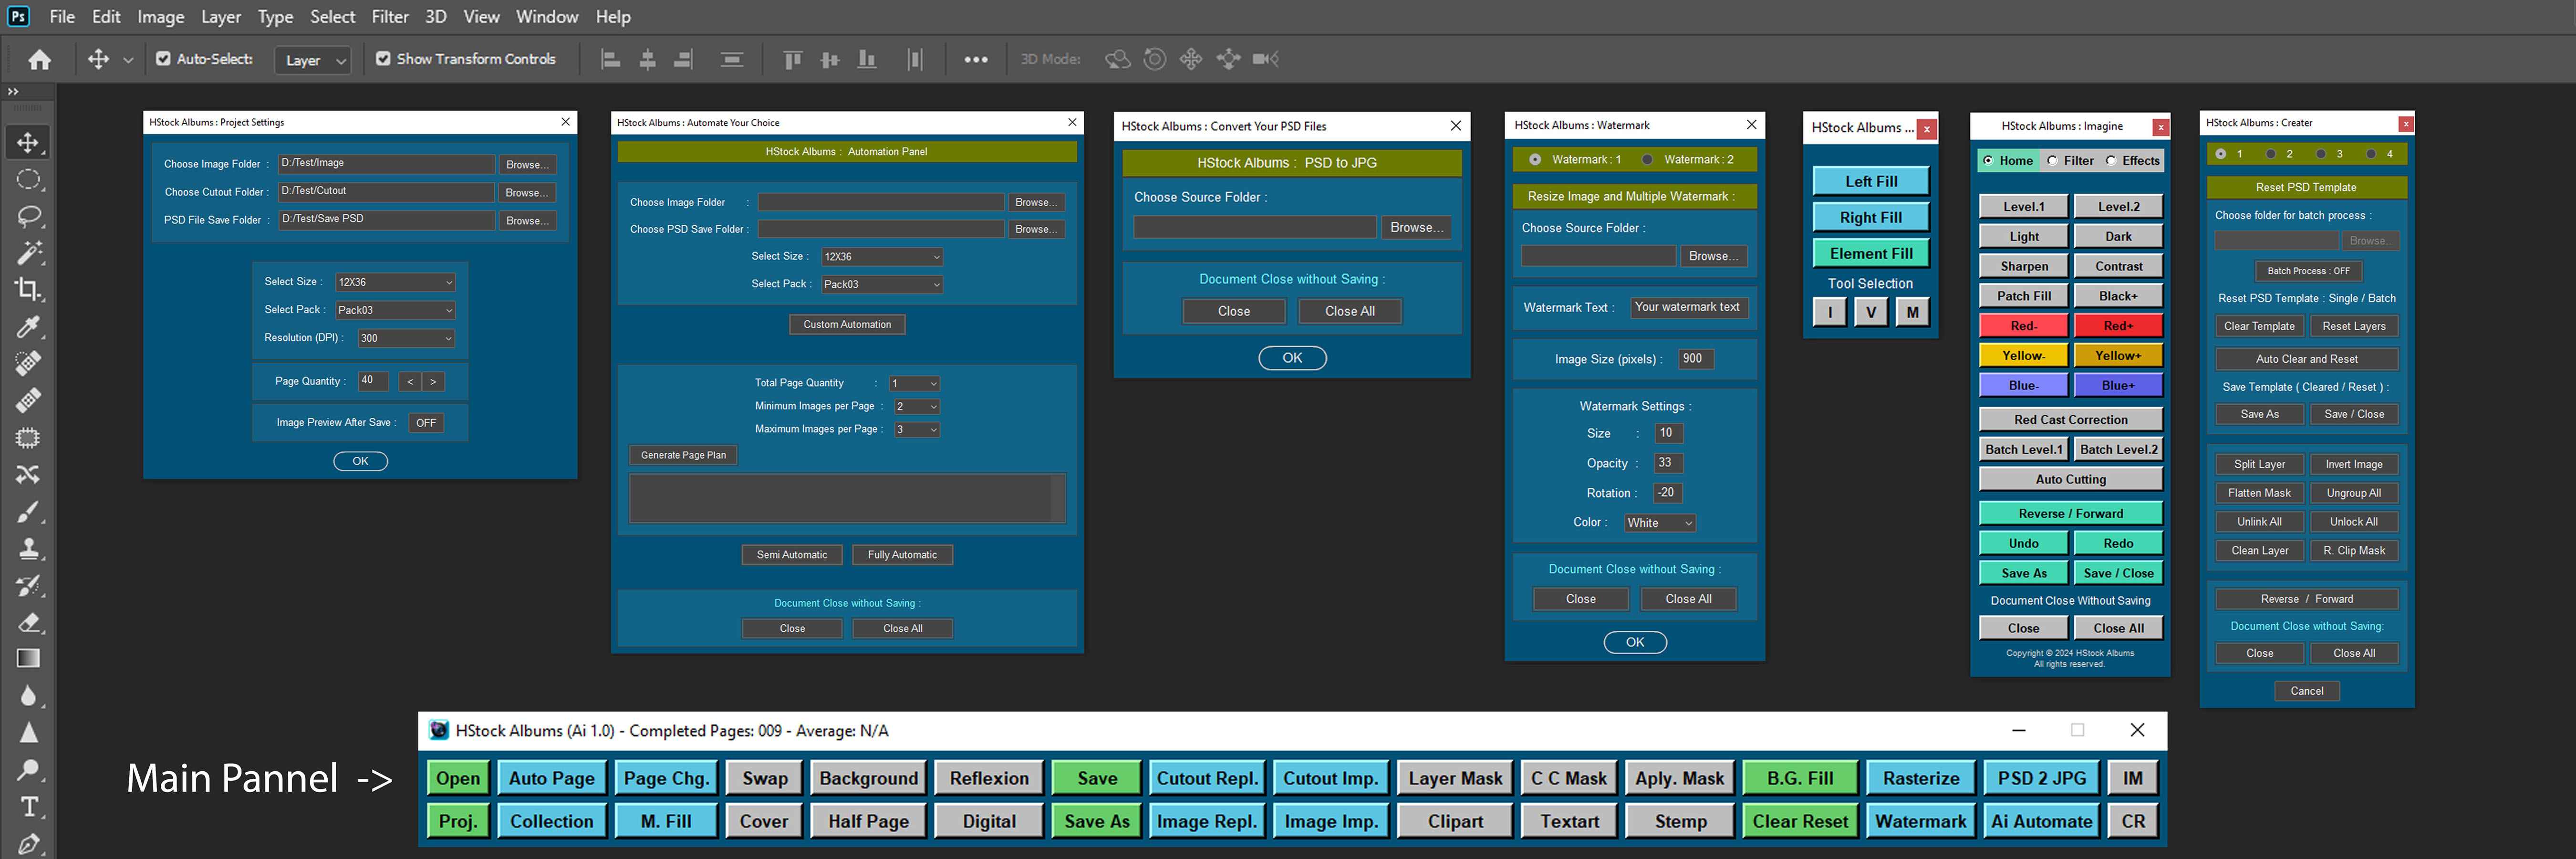 Ps File Edit Image Layer Type Select Filter 3D View Window Help
Auto-Select: Layer Show Transform Controls 3D Mode:
HStock Albums : Project Settings
Choose Image Folder : D:/Test/Image Browse...
Choose Cutout Folder : D:/Test/Cutout Browse...
PSD File Save Folder : D:/Test/Save PSD Browse...
Select Size : 12X36
Select Pack : Pack03
Resolution (DPI) : 300
Page Quantity : 40 < >
Image Preview After Save : OFF
OK
HStock Albums : Automate Your Choice
HStock Albums : Automation Panel
Choose Image Folder : Browse...
Choose PSD Save Folder : Browse...
Select Size : 12X36
Select Pack : Pack03
Custom Automation
Total Page Quantity : 1
Minimum Images per Page : 2
Maximum Images per Page : 3
Generate Page Plan
Semi Automatic Fully Automatic
Document Close without Saving :
Close Close All
HStock Albums : Convert Your PSD Files
HStock Albums : PSD to JPG
Choose Source Folder :
Browse...
Document Close without Saving :
Close Close All
OK
HStock Albums : Watermark
Watermark : 1 Watermark : 2
Resize Image and Multiple Watermark :
Choose Source Folder :
Browse...
Watermark Text : Your watermark text
Image Size (pixels) : 900
Watermark Settings :
Size : 10
Opacity : 33
Rotation : -20
Color : White
Document Close without Saving :
Close Close All
OK
HStock Albums ... x
Left Fill
Right Fill
Element Fill
Tool Selection
I V M
HStock Albums : Imagine x
Home Filter Effects
Level.1 Level.2
Light Dark
Sharpen Contrast
Patch Fill Black+
Red- Red+
Yellow- Yellow+
Blue- Blue+
Red Cast Correction
Batch Level.1 Batch Level.2
Auto Cutting
Reverse / Forward
Undo Redo
Save As Save / Close
Document Close Without Saving
Close Close All
Copyright © 2024 HStock Albums
All rights reserved.
HStock Albums : Creater x
1 2 3 4
Reset PSD Template
Choose folder for batch process :
Browse..
Batch Process : OFF
Reset PSD Template : Single / Batch
Clear Template Reset Layers
Auto Clear and Reset
Save Template ( Cleared / Reset ) :
Save As Save / Close
Split Layer Invert Image
Flatten Mask Ungroup All
Unlink All Unlock All
Clean Layer R. Clip Mask
Reverse / Forward
Document Close without Saving:
Close Close All
Cancel
Main Pannel ->
HStock Albums (Ai 1.0) - Completed Pages: 009 - Average: N/A
Open Auto Page Page Chg. Swap Background Reflexion Save Cutout Repl. Cutout Imp. Layer Mask C C Mask Aply. Mask B.G. Fill Rasterize PSD 2 JPG IM
Proj. Collection M. Fill Cover Half Page Digital Save As Image Repl. Image Imp. Clipart Textart Stemp Clear Reset Watermark Ai Automate CR